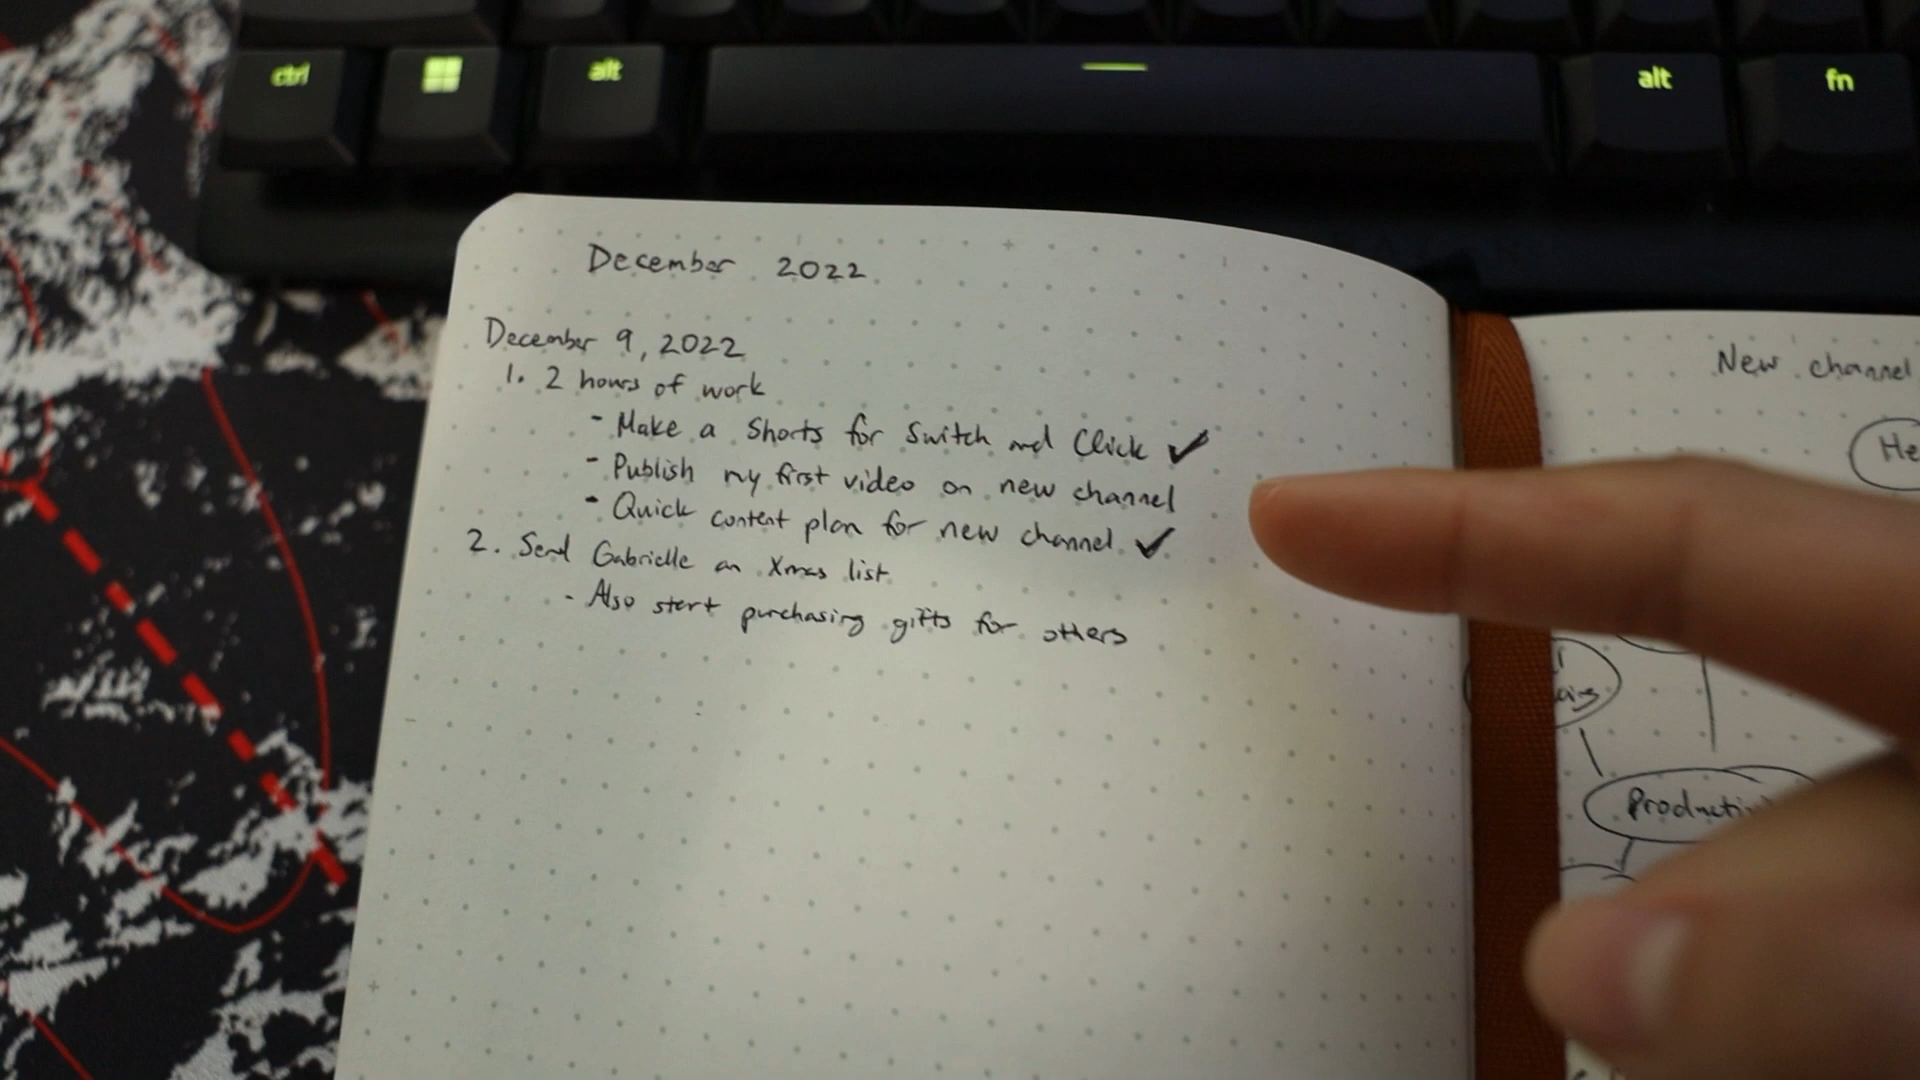 ctrl alt alt fn
December 2022
December 9, 2022
1. 2 hours of work
- Make a Shorts for Switch and Click ✓
- Publish my first video on new channel
- Quick content plan for new channel ✓
2. Send Gabrielle an Xmas list
- Also start purchasing gifts for others
New channel